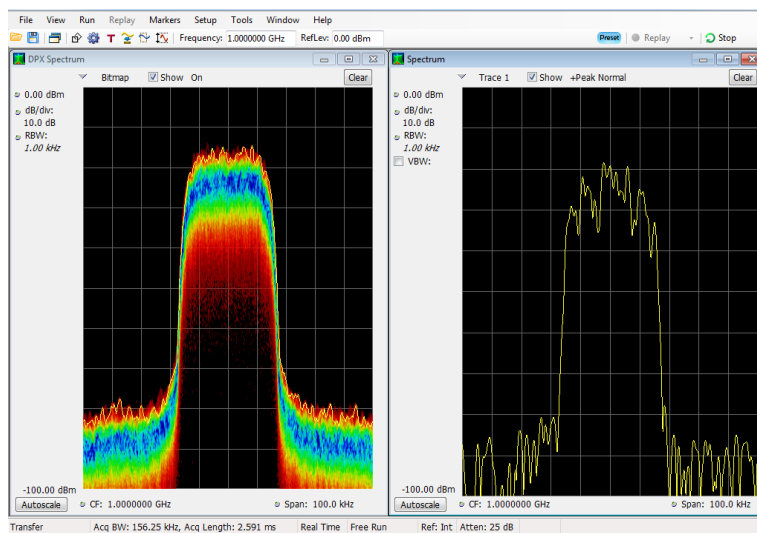 File View Run Replay Markers Setup Tools Window Help
T Frequency: 1.0000000 GHz RefLev: 0.00 dBm Preset Replay Stop
DPX Spectrum
Bitmap Show On Clear
0.00 dBm
dB/div:
10.0 dB
RBW:
1.00 kHz
-100.00 dBm
Autoscale CF: 1.0000000 GHz Span: 100.0 kHz
Spectrum
Trace 1 Show +Peak Normal Clear
0.00 dBm
dB/div:
10.0 dB
RBW:
1.00 kHz
VBW:
-100.00 dBm
Autoscale CF: 1.0000000 GHz Span: 100.0 kHz
Transfer Acq BW: 156.25 kHz, Acq Length: 2.591 ms Real Time Free Run Ref: Int Atten: 25 dB